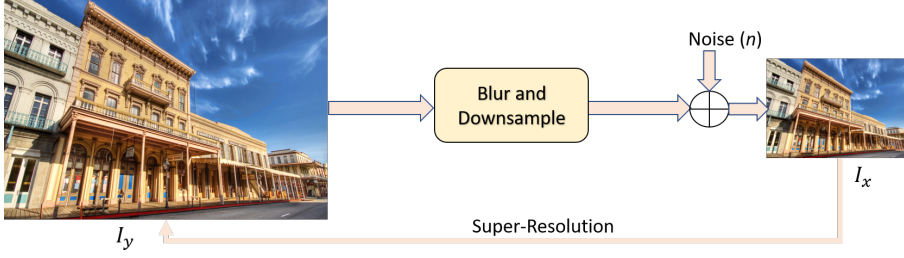 Noise (n)
Blur and
Downsample
I_x
Super-Resolution
I_y